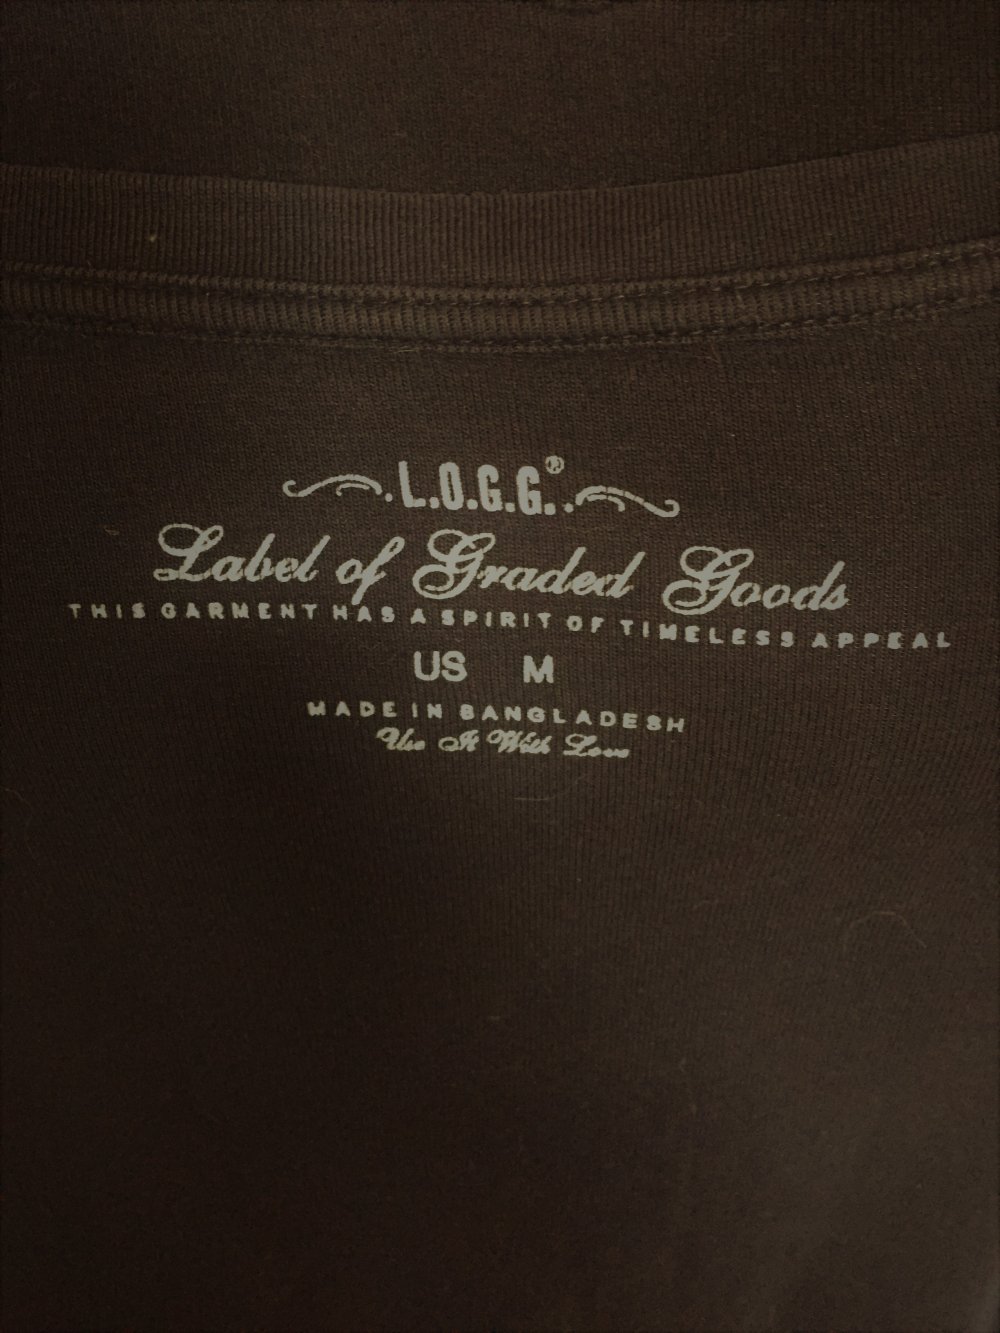 .L.O.G.G.®.
Label of Graded Goods
THIS GARMENT HAS A SPIRIT OF TIMELESS APPEAL
US M
MADE IN BANGLADESH
Use It With Love